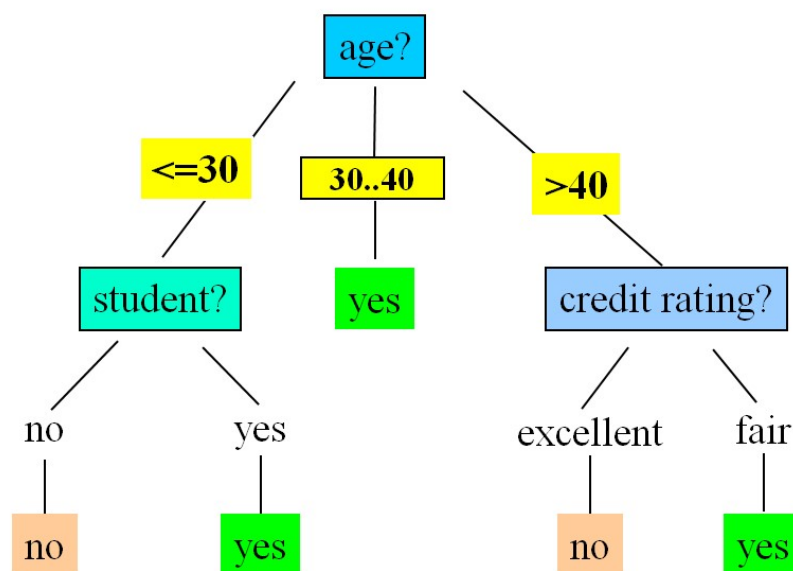 age?
<=30
30..40
>40
student?
yes
credit rating?
no
yes
excellent
fair
no
yes
no
yes